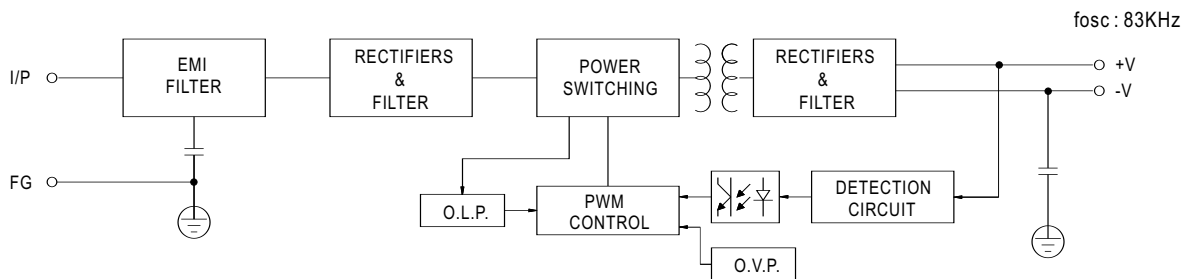 fosc : 83KHz
I/P
EMI
FILTER
RECTIFIERS
&
FILTER
POWER
SWITCHING
RECTIFIERS
&
FILTER
+V
-V
FG
O.L.P.
PWM
CONTROL
DETECTION
CIRCUIT
O.V.P.